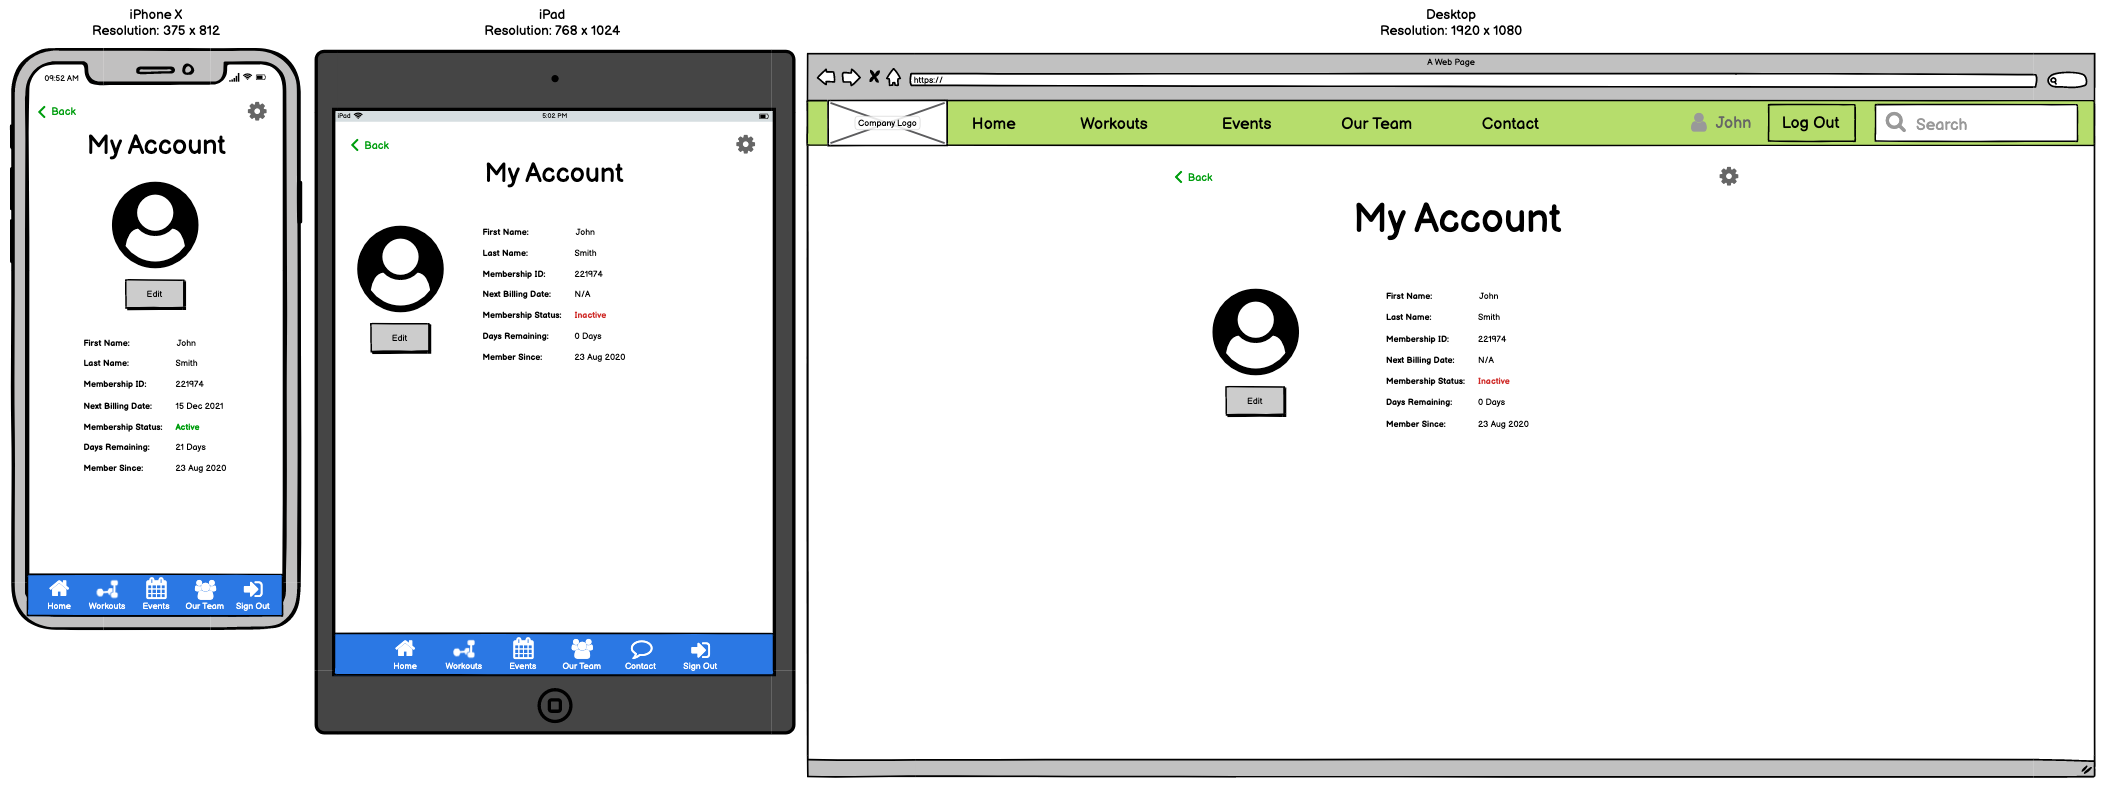 iPhone X
Resolution: 375 x 812
09:52 AM
Back
My Account
Edit
First Name: John
Last Name: Smith
Membership ID: 221974
Next Billing Date: 15 Dec 2021
Membership Status: Active
Days Remaining: 21 Days
Member Since: 23 Aug 2020
Home Workouts Events Our Team Sign Out
iPad
Resolution: 768 x 1024
iPad 5:02 PM
Back
My Account
First Name: John
Last Name: Smith
Membership ID: 221974
Next Billing Date: N/A
Membership Status: Inactive
Days Remaining: 0 Days
Member Since: 23 Aug 2020
Edit
Home Workouts Events Our Team Contact Sign Out
Desktop
Resolution: 1920 x 1080
A Web Page
https://
Company Logo Home Workouts Events Our Team Contact John Log Out Search
Back
My Account
First Name: John
Last Name: Smith
Membership ID: 221974
Next Billing Date: N/A
Membership Status: Inactive
Days Remaining: 0 Days
Member Since: 23 Aug 2020
Edit